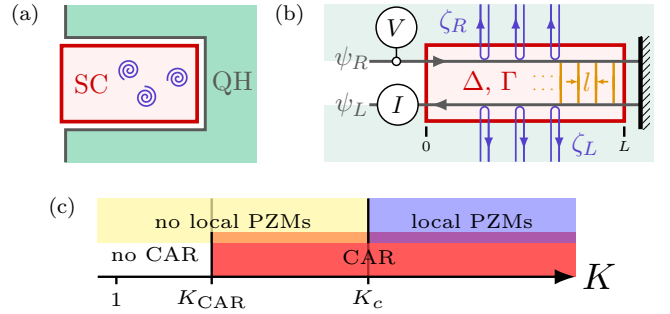 (a)
SC
QH
(b)
V
ζ_R
ψ_R
Δ, Γ
l
ψ_L
I
ζ_L
0
L
(c)
no local PZMs
local PZMs
no CAR
CAR
K
1
K_CAR
K_c